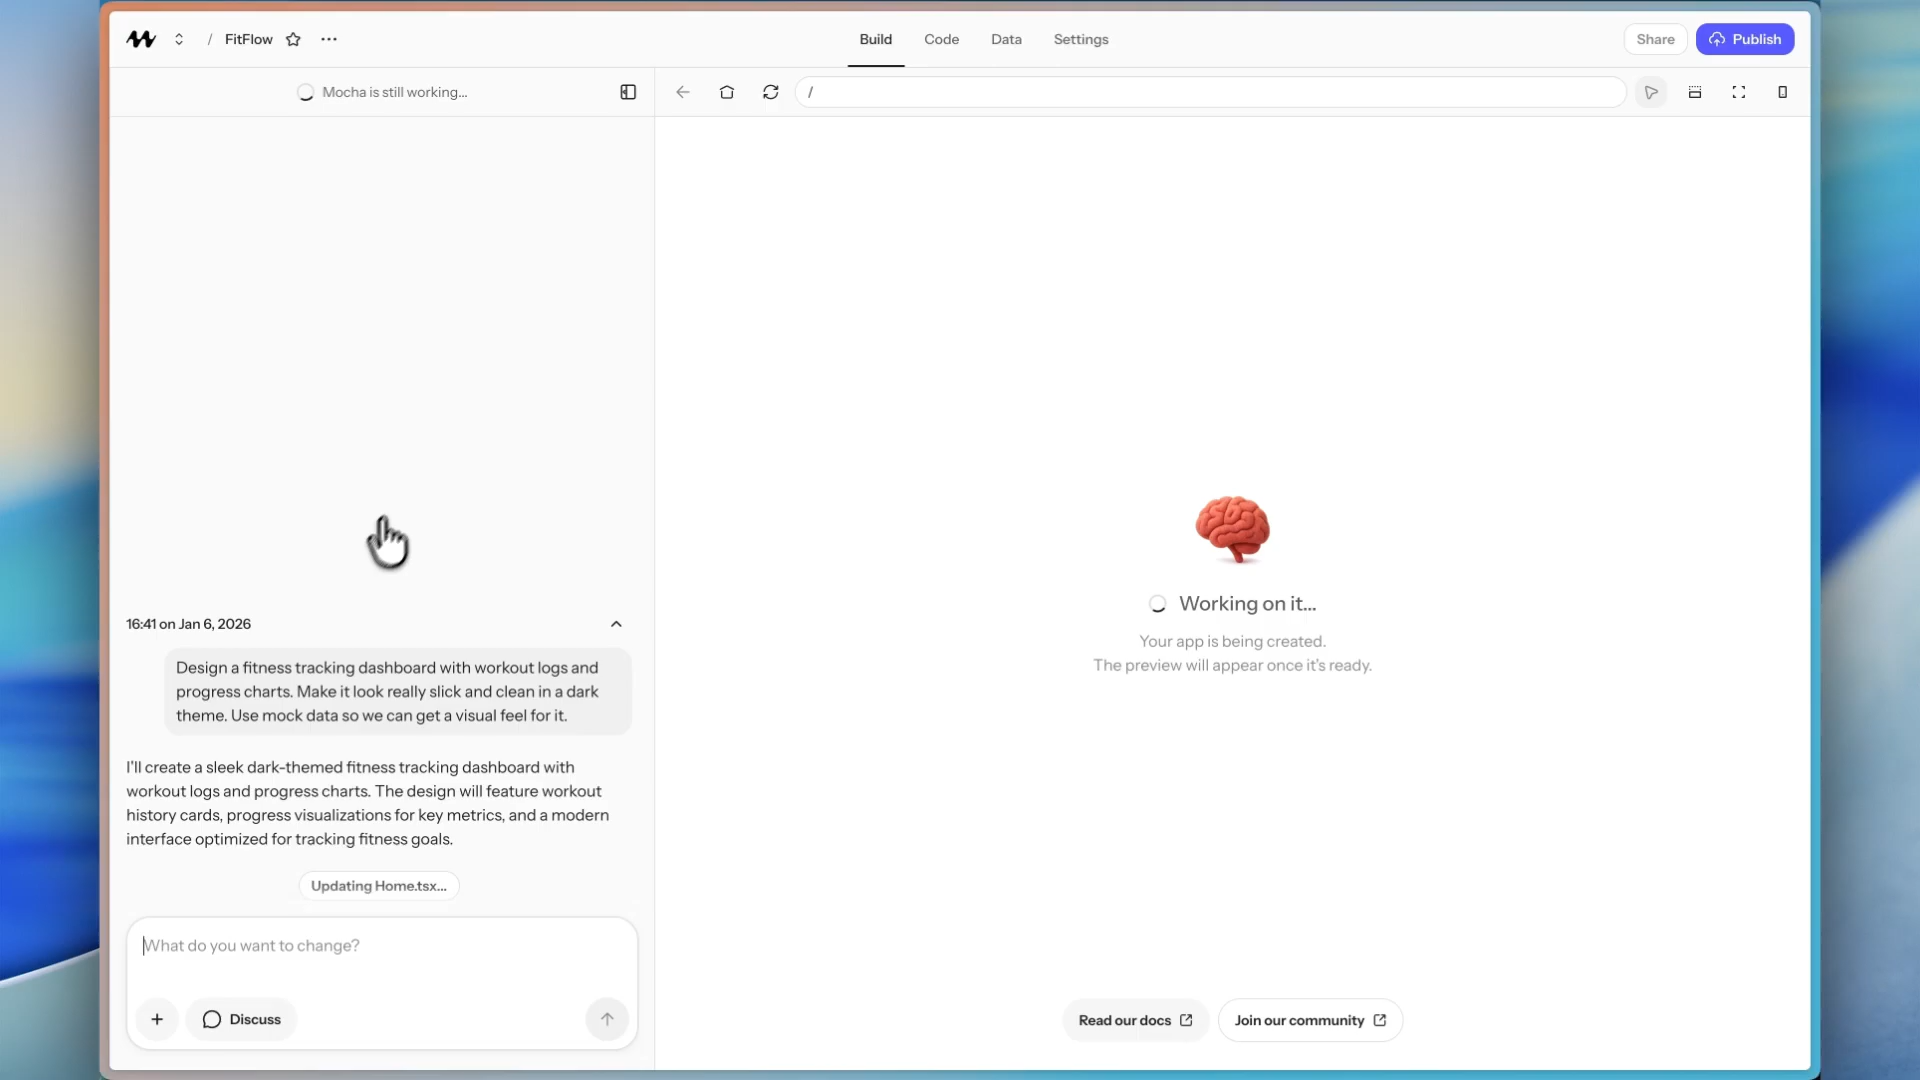 / FitFlow
Build
Code
Data
Settings
Share
Publish
Mocha is still working...
/
16:41 on Jan 6, 2026
Design a fitness tracking dashboard with workout logs and
progress charts. Make it look really slick and clean in a dark
theme. Use mock data so we can get a visual feel for it.
I'll create a sleek dark-themed fitness tracking dashboard with
workout logs and progress charts. The design will feature workout
history cards, progress visualizations for key metrics, and a modern
interface optimized for tracking fitness goals.
Updating Home.tsx...
What do you want to change?
Discuss
Working on it...
Your app is being created.
The preview will appear once it's ready.
Read our docs
Join our community